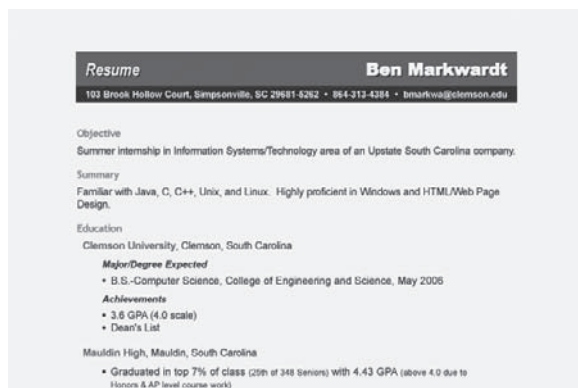 Resume Ben Markwardt
103 Brook Hollow Court, Simpsonville, SC 29681-5262 • 864-313-4384 • bmarkwa@clemson.edu
Objective
Summer internship in Information Systems/Technology area of an Upstate South Carolina company.
Summary
Familiar with Java, C, C++, Unix, and Linux. Highly proficient in Windows and HTML/Web Page
Design.
Education
Clemson University, Clemson, South Carolina
Major/Degree Expected
• B.S.-Computer Science, College of Engineering and Science, May 2006
Achievements
• 3.6 GPA (4.0 scale)
• Dean's List
Mauldin High, Mauldin, South Carolina
• Graduated in top 7% of class (25th of 348 Seniors) with 4.43 GPA (above 4.0 due to
Honors & AP level course work)